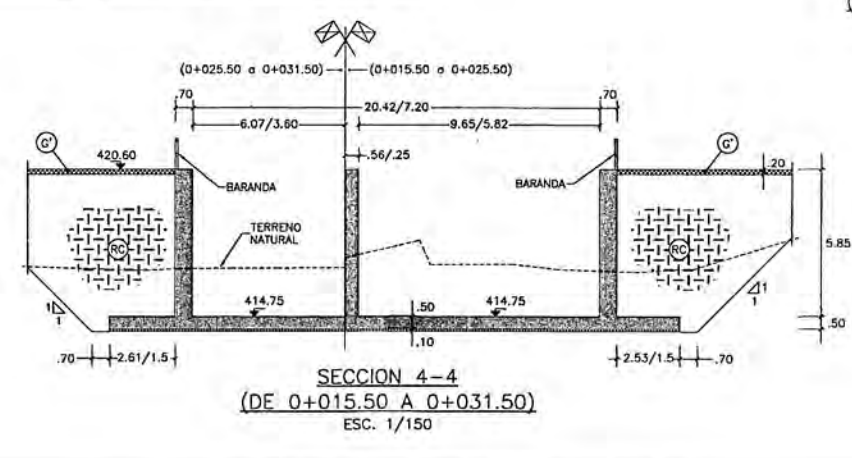 (0+025.50 a 0+031.50) (0+015.50 a 0+025.50)
.70 .70
20.42/7.20
6.07/3.60 9.65/5.82
G' G'
420.60 .56/.25 .20
BARANDA BARANDA
TERRENO
NATURAL
RC RC
5.85
414.75 .50 414.75
1 1
1 1
.50
.10
.70 2.61/1.5 2.53/1.5 .70
SECCION 4-4
(DE 0+015.50 A 0+031.50)
ESC. 1/150